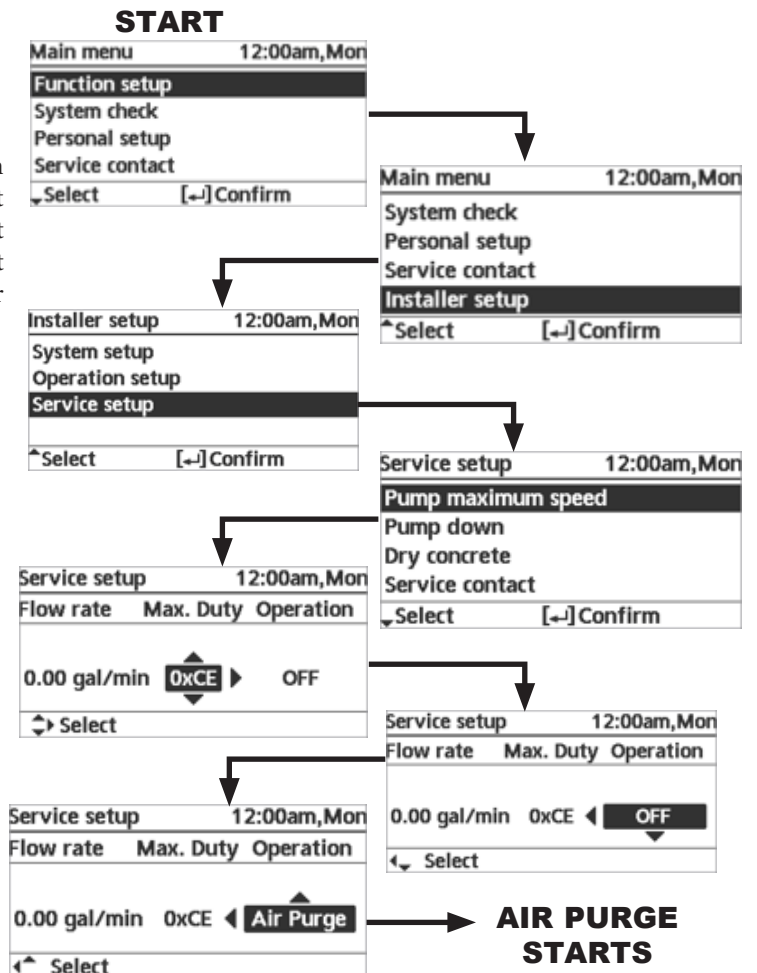 START
Main menu 12:00am,Mon
Function setup
System check
Personal setup
Service contact
Select [↵]Confirm
Main menu 12:00am,Mon
System check
Personal setup
Service contact
Installer setup
Select [↵]Confirm
Installer setup 12:00am,Mon
System setup
Operation setup
Service setup
Select [↵]Confirm
Service setup 12:00am,Mon
Pump maximum speed
Pump down
Dry concrete
Service contact
Select [↵]Confirm
Service setup 12:00am,Mon
Flow rate Max. Duty Operation
0.00 gal/min 0xCE OFF
Select
Service setup 12:00am,Mon
Flow rate Max. Duty Operation
0.00 gal/min 0xCE OFF
Select
Service setup 12:00am,Mon
Flow rate Max. Duty Operation
0.00 gal/min 0xCE Air Purge
Select
AIR PURGE
STARTS